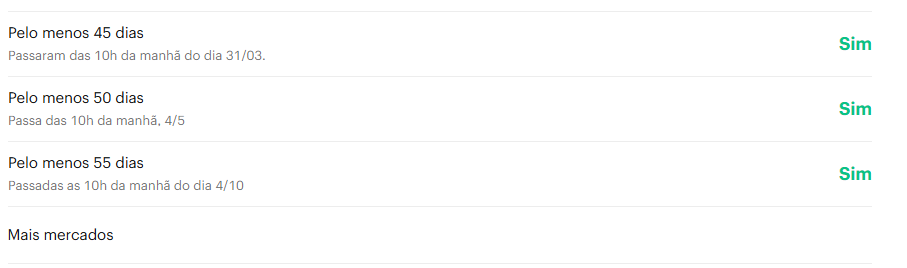 Pelo menos 45 dias
Passaram das 10h da manhã do dia 31/03.
Sim
Pelo menos 50 dias
Passa das 10h da manhã, 4/5
Sim
Pelo menos 55 dias
Passadas as 10h da manhã do dia 4/10
Sim
Mais mercados